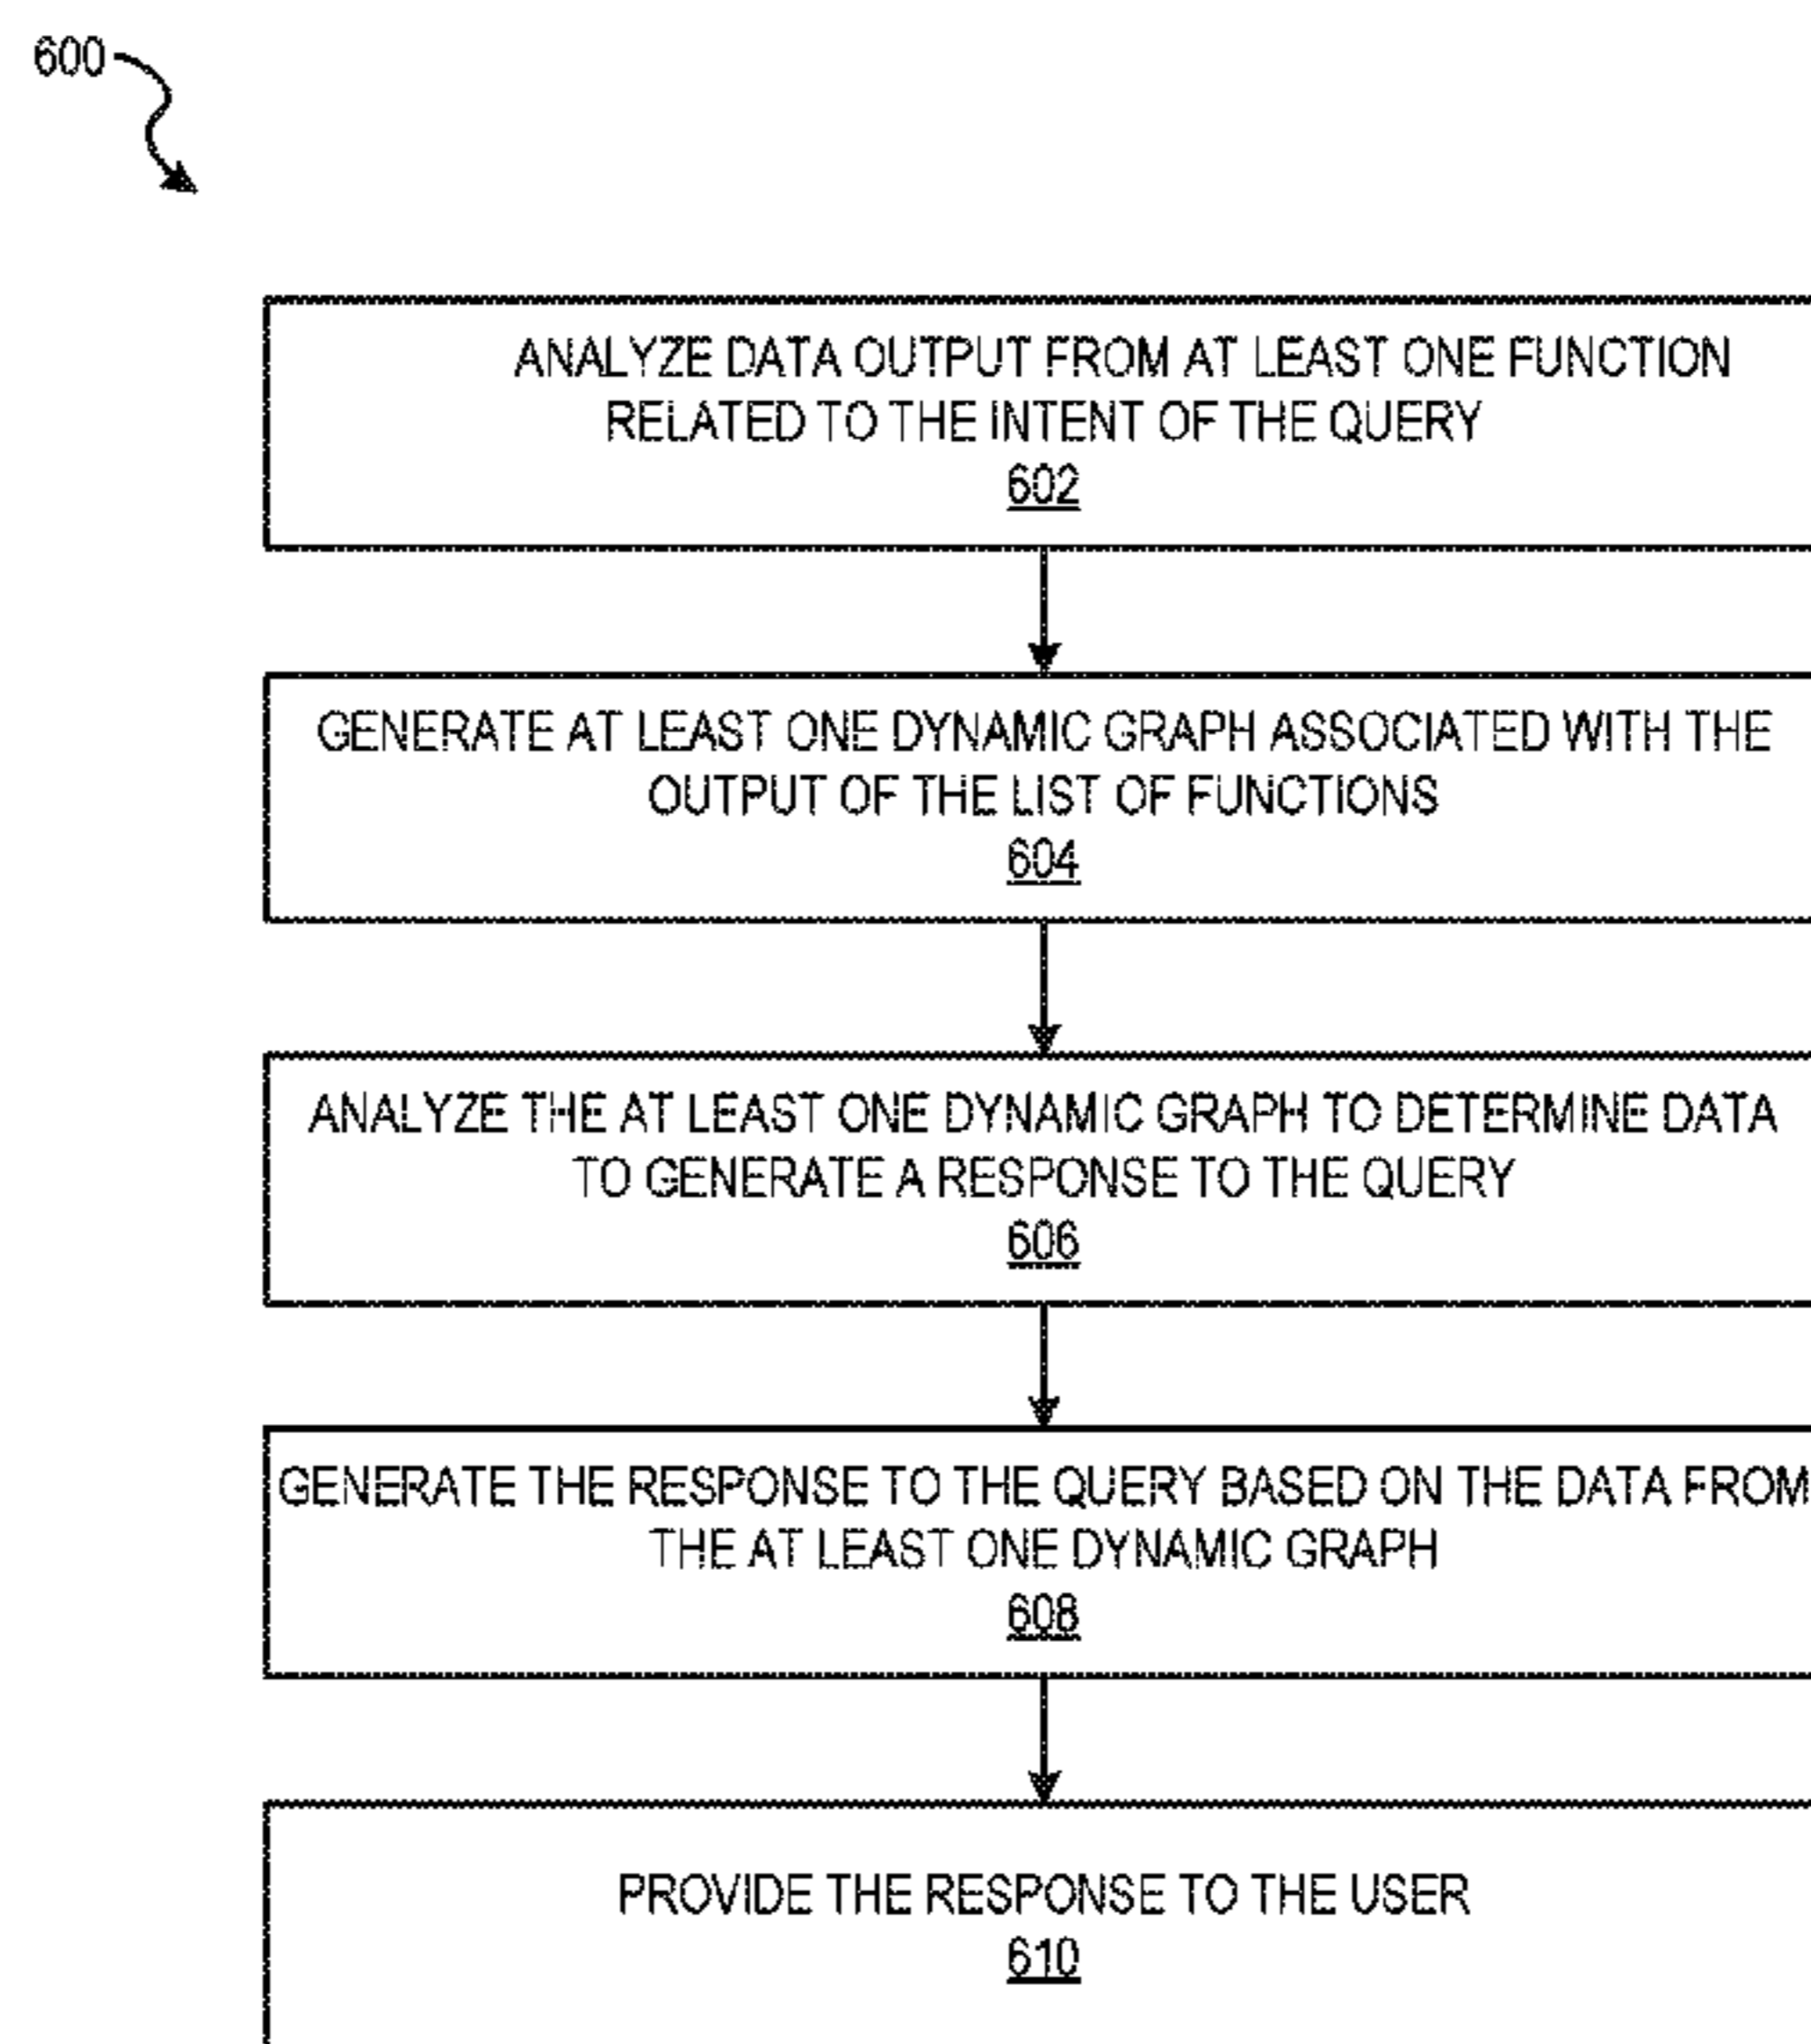 600
ANALYZE DATA OUTPUT FROM AT LEAST ONE FUNCTION
RELATED TO THE INTENT OF THE QUERY
602
GENERATE AT LEAST ONE DYNAMIC GRAPH ASSOCIATED WITH THE
OUTPUT OF THE LIST OF FUNCTIONS
604
ANALYZE THE AT LEAST ONE DYNAMIC GRAPH TO DETERMINE DATA
TO GENERATE A RESPONSE TO THE QUERY
606
GENERATE THE RESPONSE TO THE QUERY BASED ON THE DATA FROM
THE AT LEAST ONE DYNAMIC GRAPH
608
PROVIDE THE RESPONSE TO THE USER
610